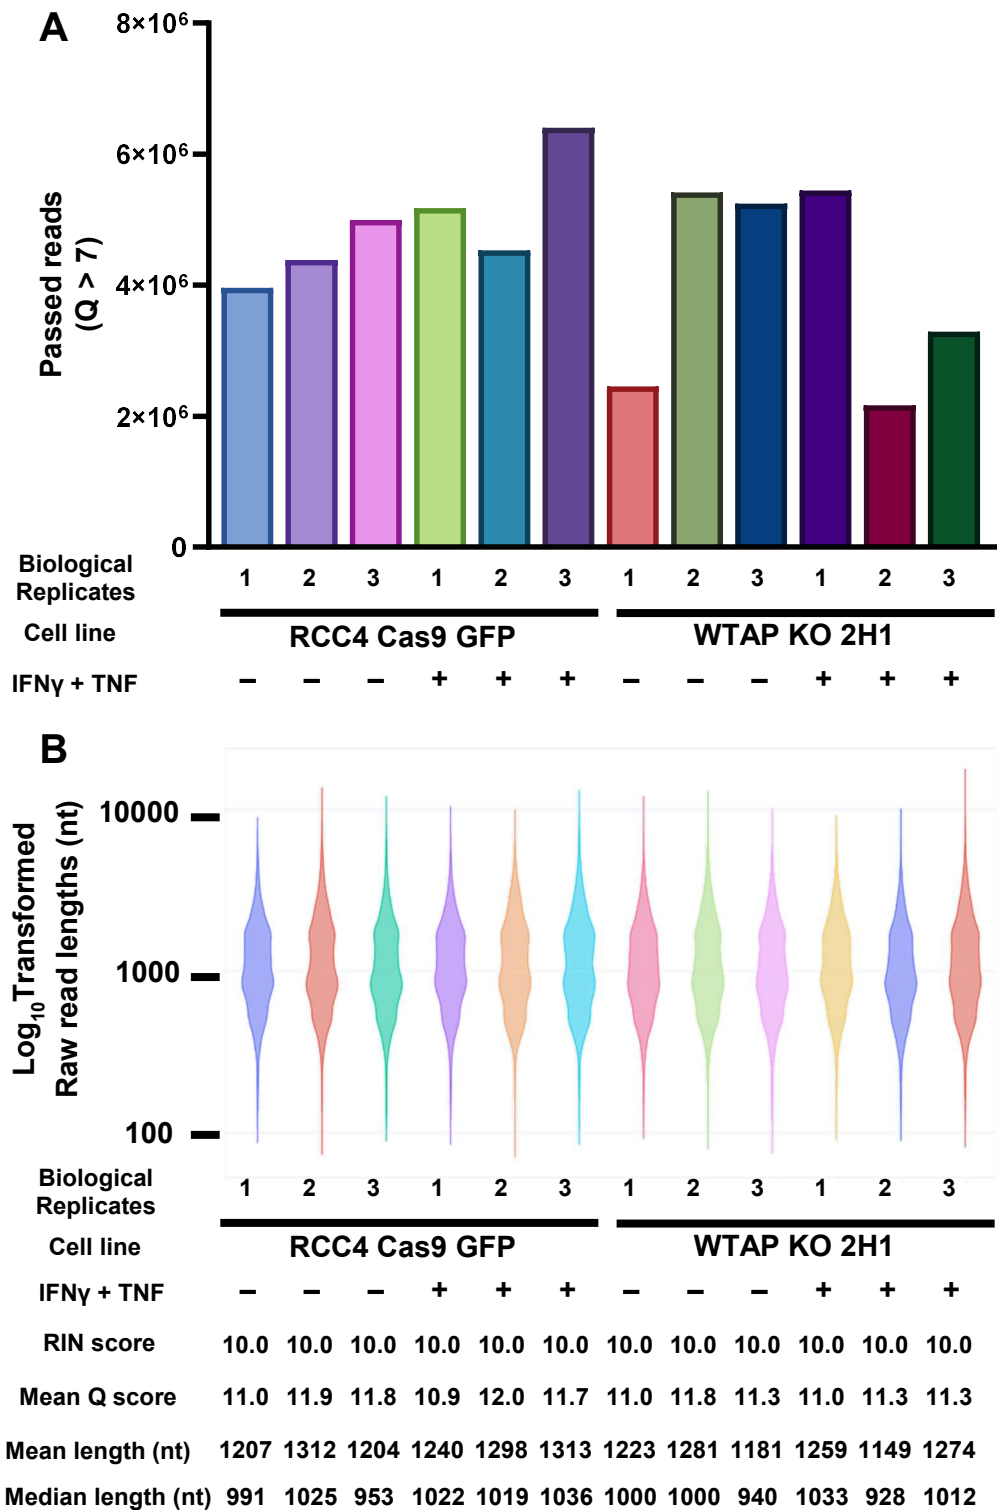 A
8×10⁶
6×10⁶
4×10⁶
2×10⁶
0
Passed reads
(Q > 7)
Biological
Replicates
1 2 3 1 2 3 1 2 3 1 2 3
Cell line
RCC4 Cas9 GFP WTAP KO 2H1
IFNγ + TNF − − − + + + − − − + + +
B
Log₁₀Transformed
Raw read lengths (nt)
10000
1000
100
Biological
Replicates
1 2 3 1 2 3 1 2 3 1 2 3
Cell line RCC4 Cas9 GFP WTAP KO 2H1
IFNγ + TNF − − − + + + − − − + + +
RIN score 10.0 10.0 10.0 10.0 10.0 10.0 10.0 10.0 10.0 10.0 10.0 10.0
Mean Q score 11.0 11.9 11.8 10.9 12.0 11.7 11.0 11.8 11.3 11.0 11.3 11.3
Mean length (nt) 1207 1312 1204 1240 1298 1313 1223 1281 1181 1259 1149 1274
Median length (nt) 991 1025 953 1022 1019 1036 1000 1000 940 1033 928 1012